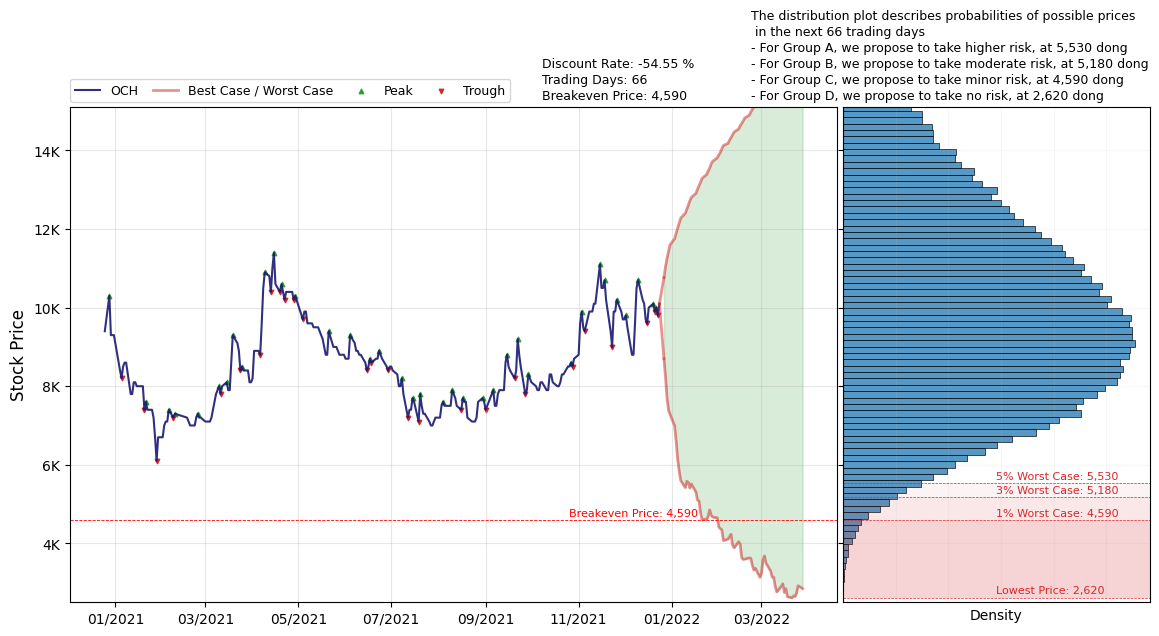 The distribution plot describes probabilities of possible prices
in the next 66 trading days
- For Group A, we propose to take higher risk, at 5,530 dong
- For Group B, we propose to take moderate risk, at 5,180 dong
- For Group C, we propose to take minor risk, at 4,590 dong
- For Group D, we propose to take no risk, at 2,620 dong
Discount Rate: -54.55 %
Trading Days: 66
Breakeven Price: 4,590
OCH Best Case / Worst Case Peak Trough
Stock Price
14K
12K
10K
8K
6K
4K
Breakeven Price: 4,590
01/2021 03/2021 05/2021 07/2021 09/2021 11/2021 01/2022 03/2022
5% Worst Case: 5,530
3% Worst Case: 5,180
1% Worst Case: 4,590
Lowest Price: 2,620
Density